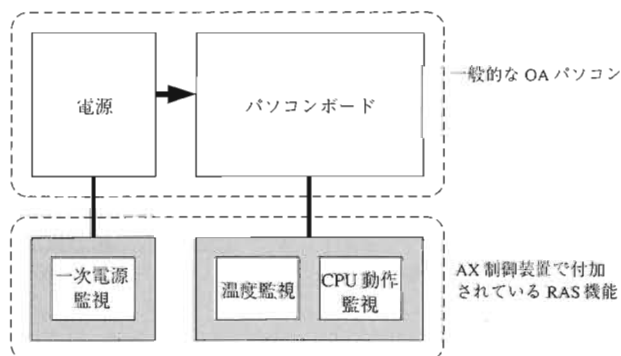 電源
パソコンボード
一般的な OA パソコン
一次電源
監視
温度監視
CPU 動作
監視
AX 制御装置で付加
されている RAS 機能